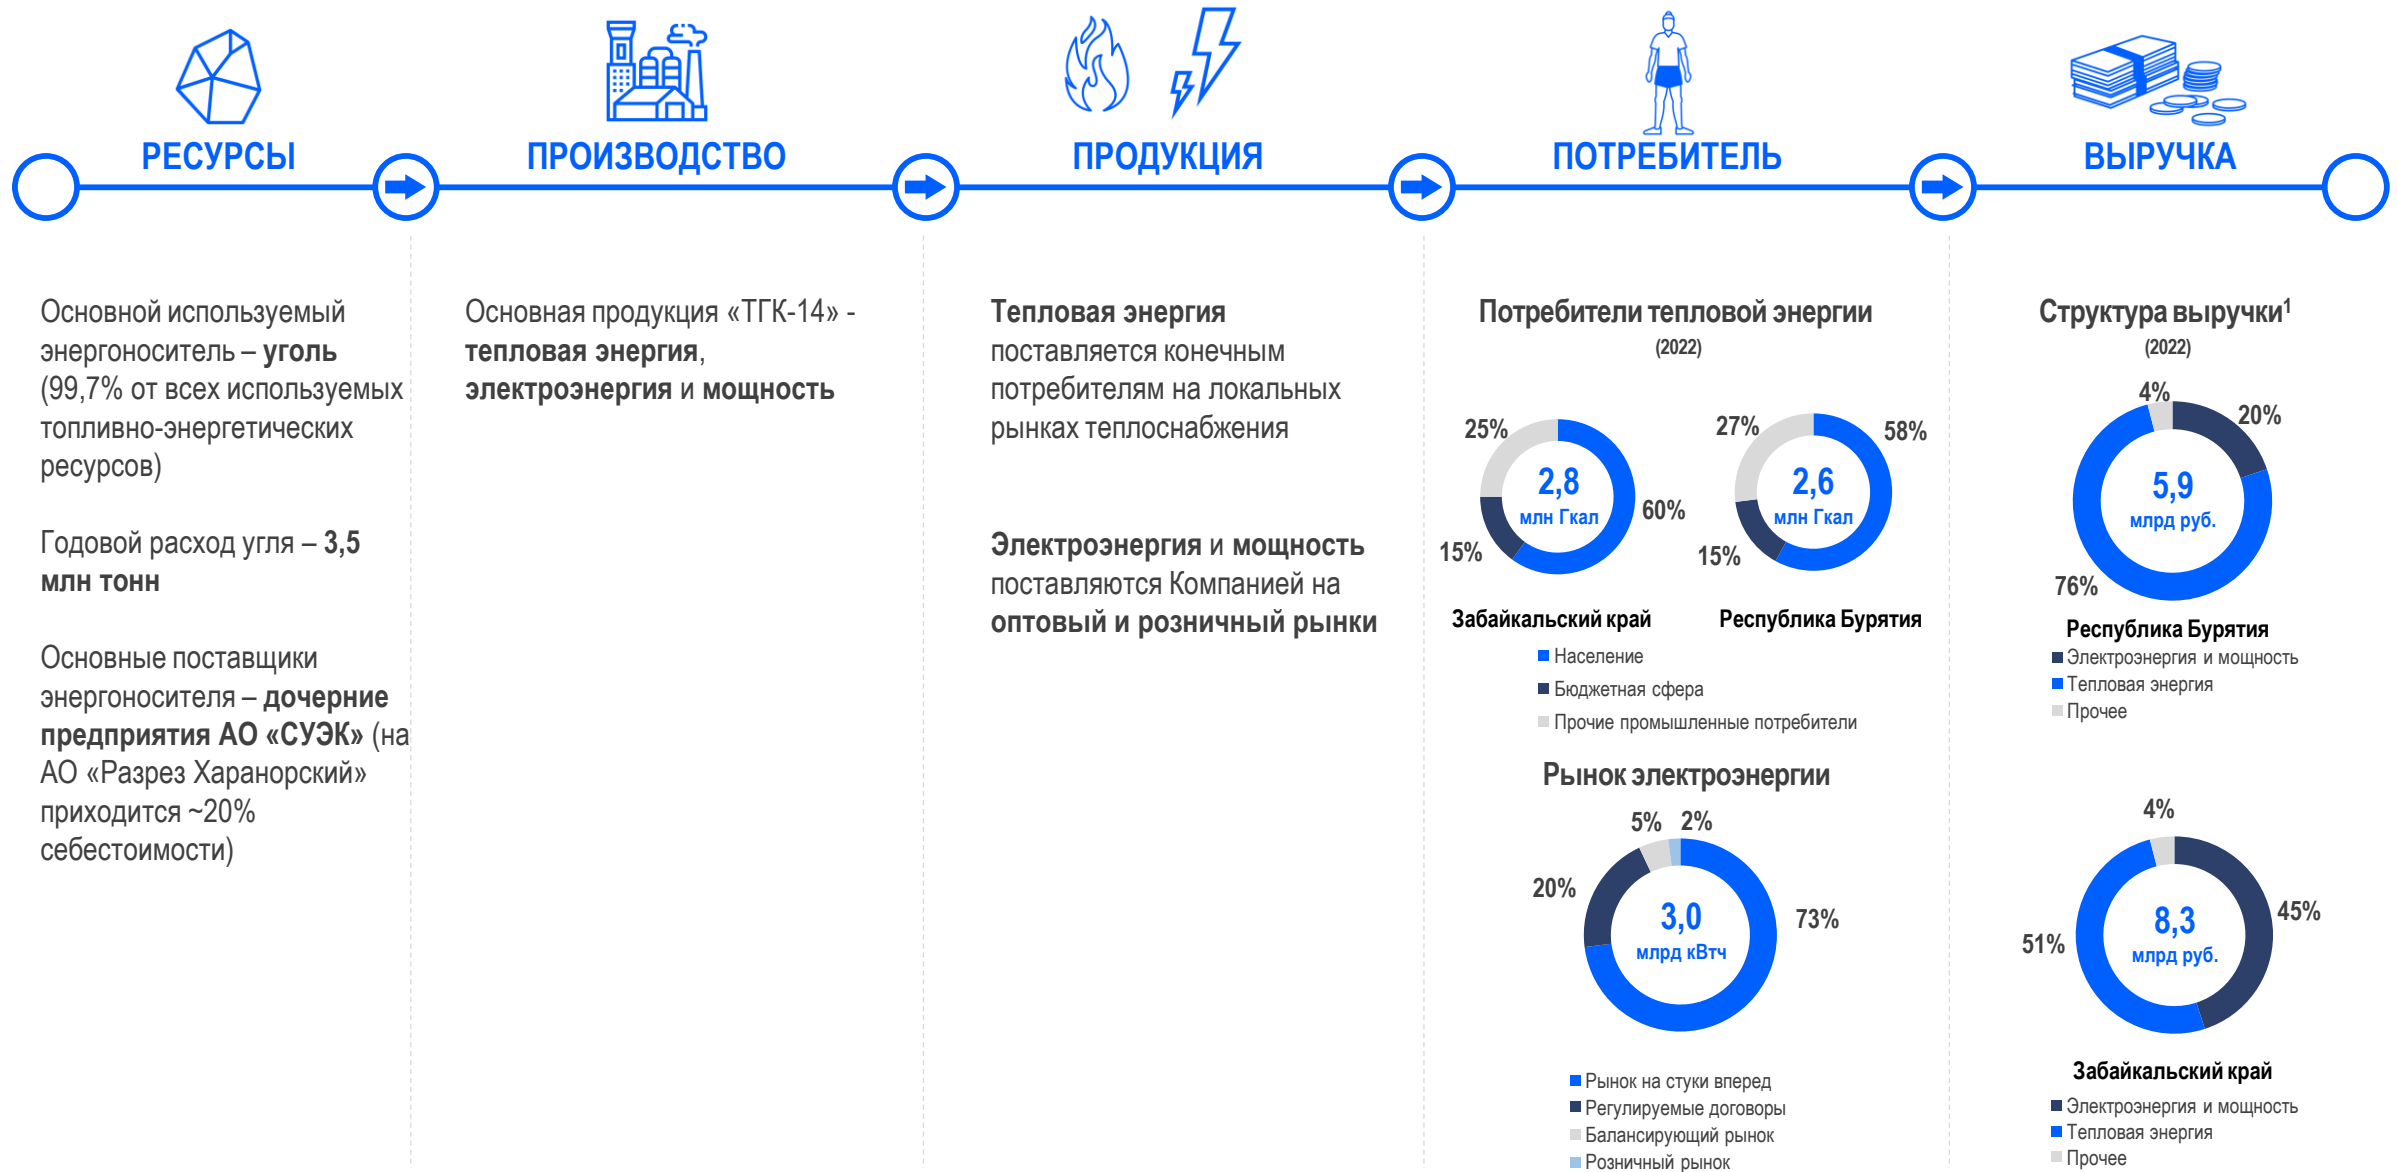 РЕСУРСЫ
ПРОИЗВОДСТВО
ПРОДУКЦИЯ
ПОТРЕБИТЕЛЬ
ВЫРУЧКА
Основной используемый
энергоноситель – уголь
(99,7% от всех используемых
топливно-энергетических
ресурсов)
Годовой расход угля – 3,5
млн тонн
Основные поставщики
энергоносителя – дочерние
предприятия АО «СУЭК» (на
АО «Разрез Харанорский»
приходится ~20%
себестоимости)
Основная продукция «ТГК-14» -
тепловая энергия,
электроэнергия и мощность
Тепловая энергия
поставляется конечным
потребителям на локальных
рынках теплоснабжения
Электроэнергия и мощность
поставляются Компанией на
оптовый и розничный рынки
Потребители тепловой энергии
(2022)
25%
60%
15%
2,8
млн Гкал
Забайкальский край
27%
58%
15%
2,6
млн Гкал
Республика Бурятия
Население
Бюджетная сфера
Прочие промышленные потребители
Рынок электроэнергии
5%
2%
20%
73%
3,0
млрд кВтч
Рынок на стуки вперед
Регулируемые договоры
Балансирующий рынок
Розничный рынок
Структура выручки¹
(2022)
4%
20%
76%
5,9
млрд руб.
Республика Бурятия
Электроэнергия и мощность
Тепловая энергия
Прочее
4%
45%
51%
8,3
млрд руб.
Забайкальский край
Электроэнергия и мощность
Тепловая энергия
Прочее